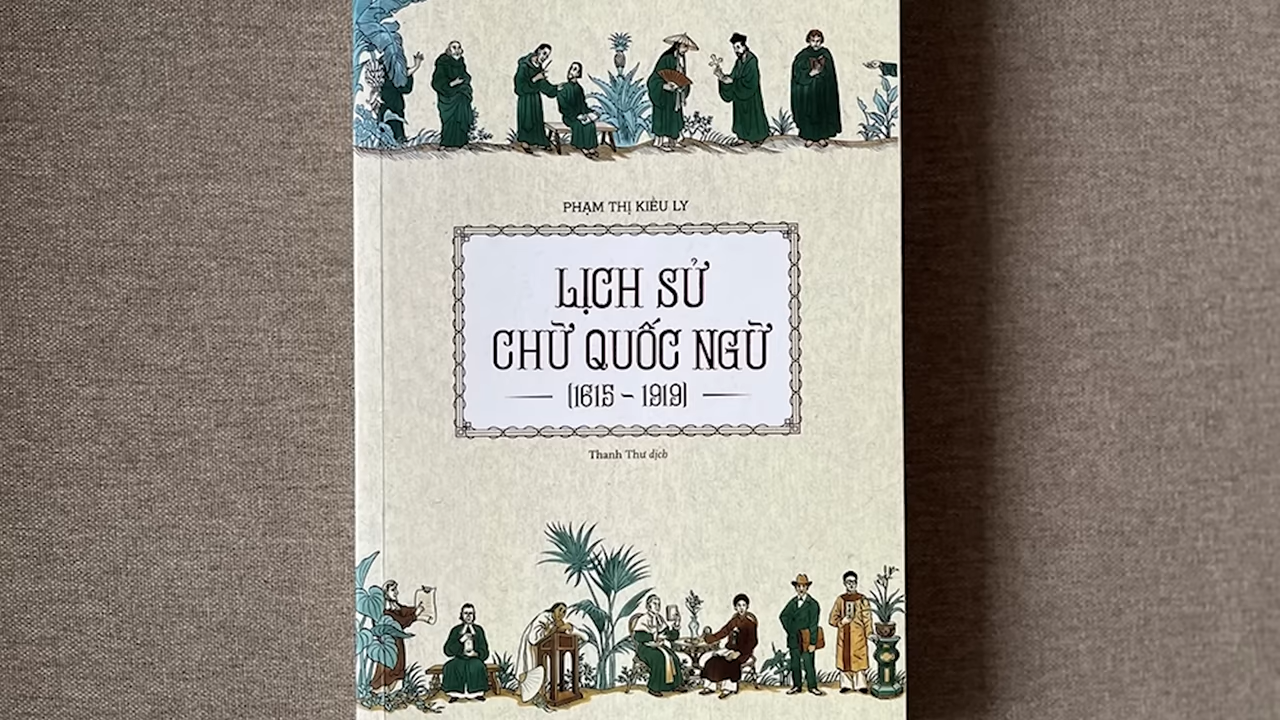 PHẠM THỊ KIỀU LY
LỊCH SỬ
CHỮ QUỐC NGỮ
(1615 - 1919)
Thanh Thư dịch